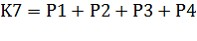 K7 = P1 + P2 + P3 + P4